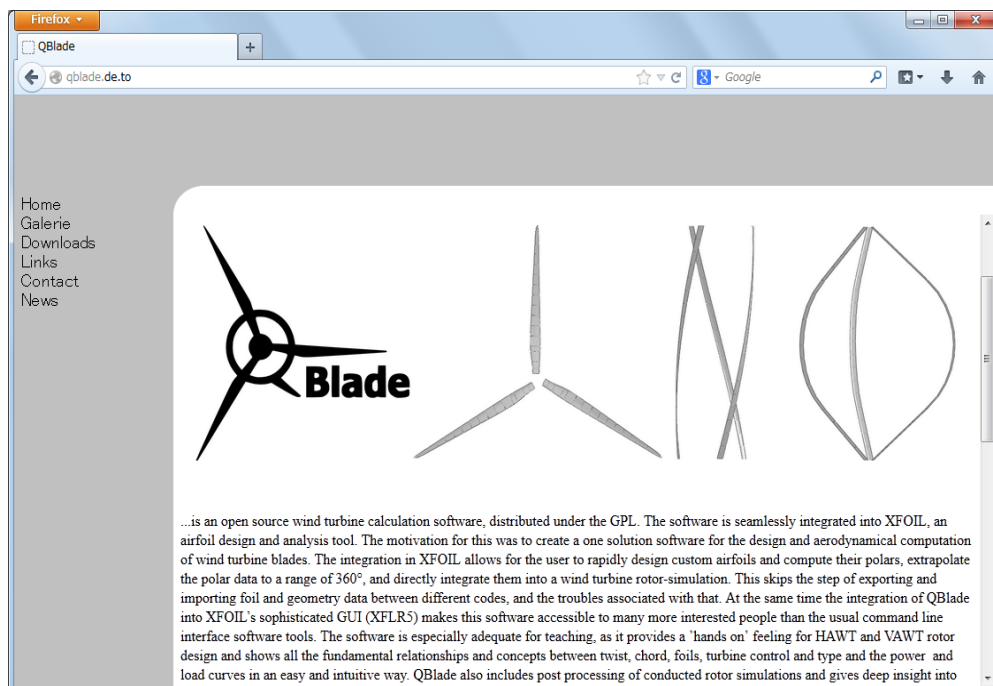 Firefox
QBlade
qblade.de.to
Google
Home
Galerie
Downloads
Links
Contact
News
Blade
...is an open source wind turbine calculation software, distributed under the GPL. The software is seamlessly integrated into XFOIL, an
airfoil design and analysis tool. The motivation for this was to create a one solution software for the design and aerodynamical computation
of wind turbine blades. The integration in XFOIL allows for the user to rapidly design custom airfoils and compute their polars, extrapolate
the polar data to a range of 360°, and directly integrate them into a wind turbine rotor-simulation. This skips the step of exporting and
importing foil and geometry data between different codes, and the troubles associated with that. At the same time the integration of QBlade
into XFOIL's sophisticated GUI (XFLR5) makes this software accessible to many more interested people than the usual command line
interface software tools. The software is especially adequate for teaching, as it provides a `hands on` feeling for HAWT and VAWT rotor
design and shows all the fundamental relationships and concepts between twist, chord, foils, turbine control and type and the power and
load curves in an easy and intuitive way. QBlade also includes post processing of conducted rotor simulations and gives deep insight into